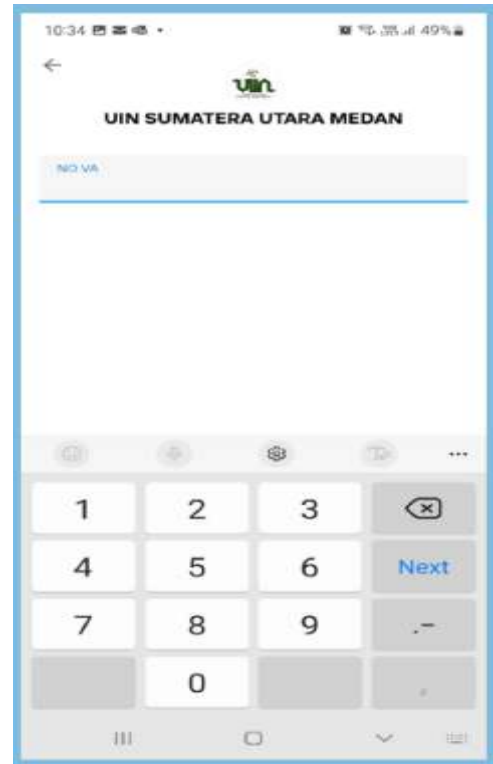 10:34
49%
uin
UIN SUMATERA UTARA MEDAN
NO VA
1 2 3
4 5 6 Next
7 8 9 .-
0 ,